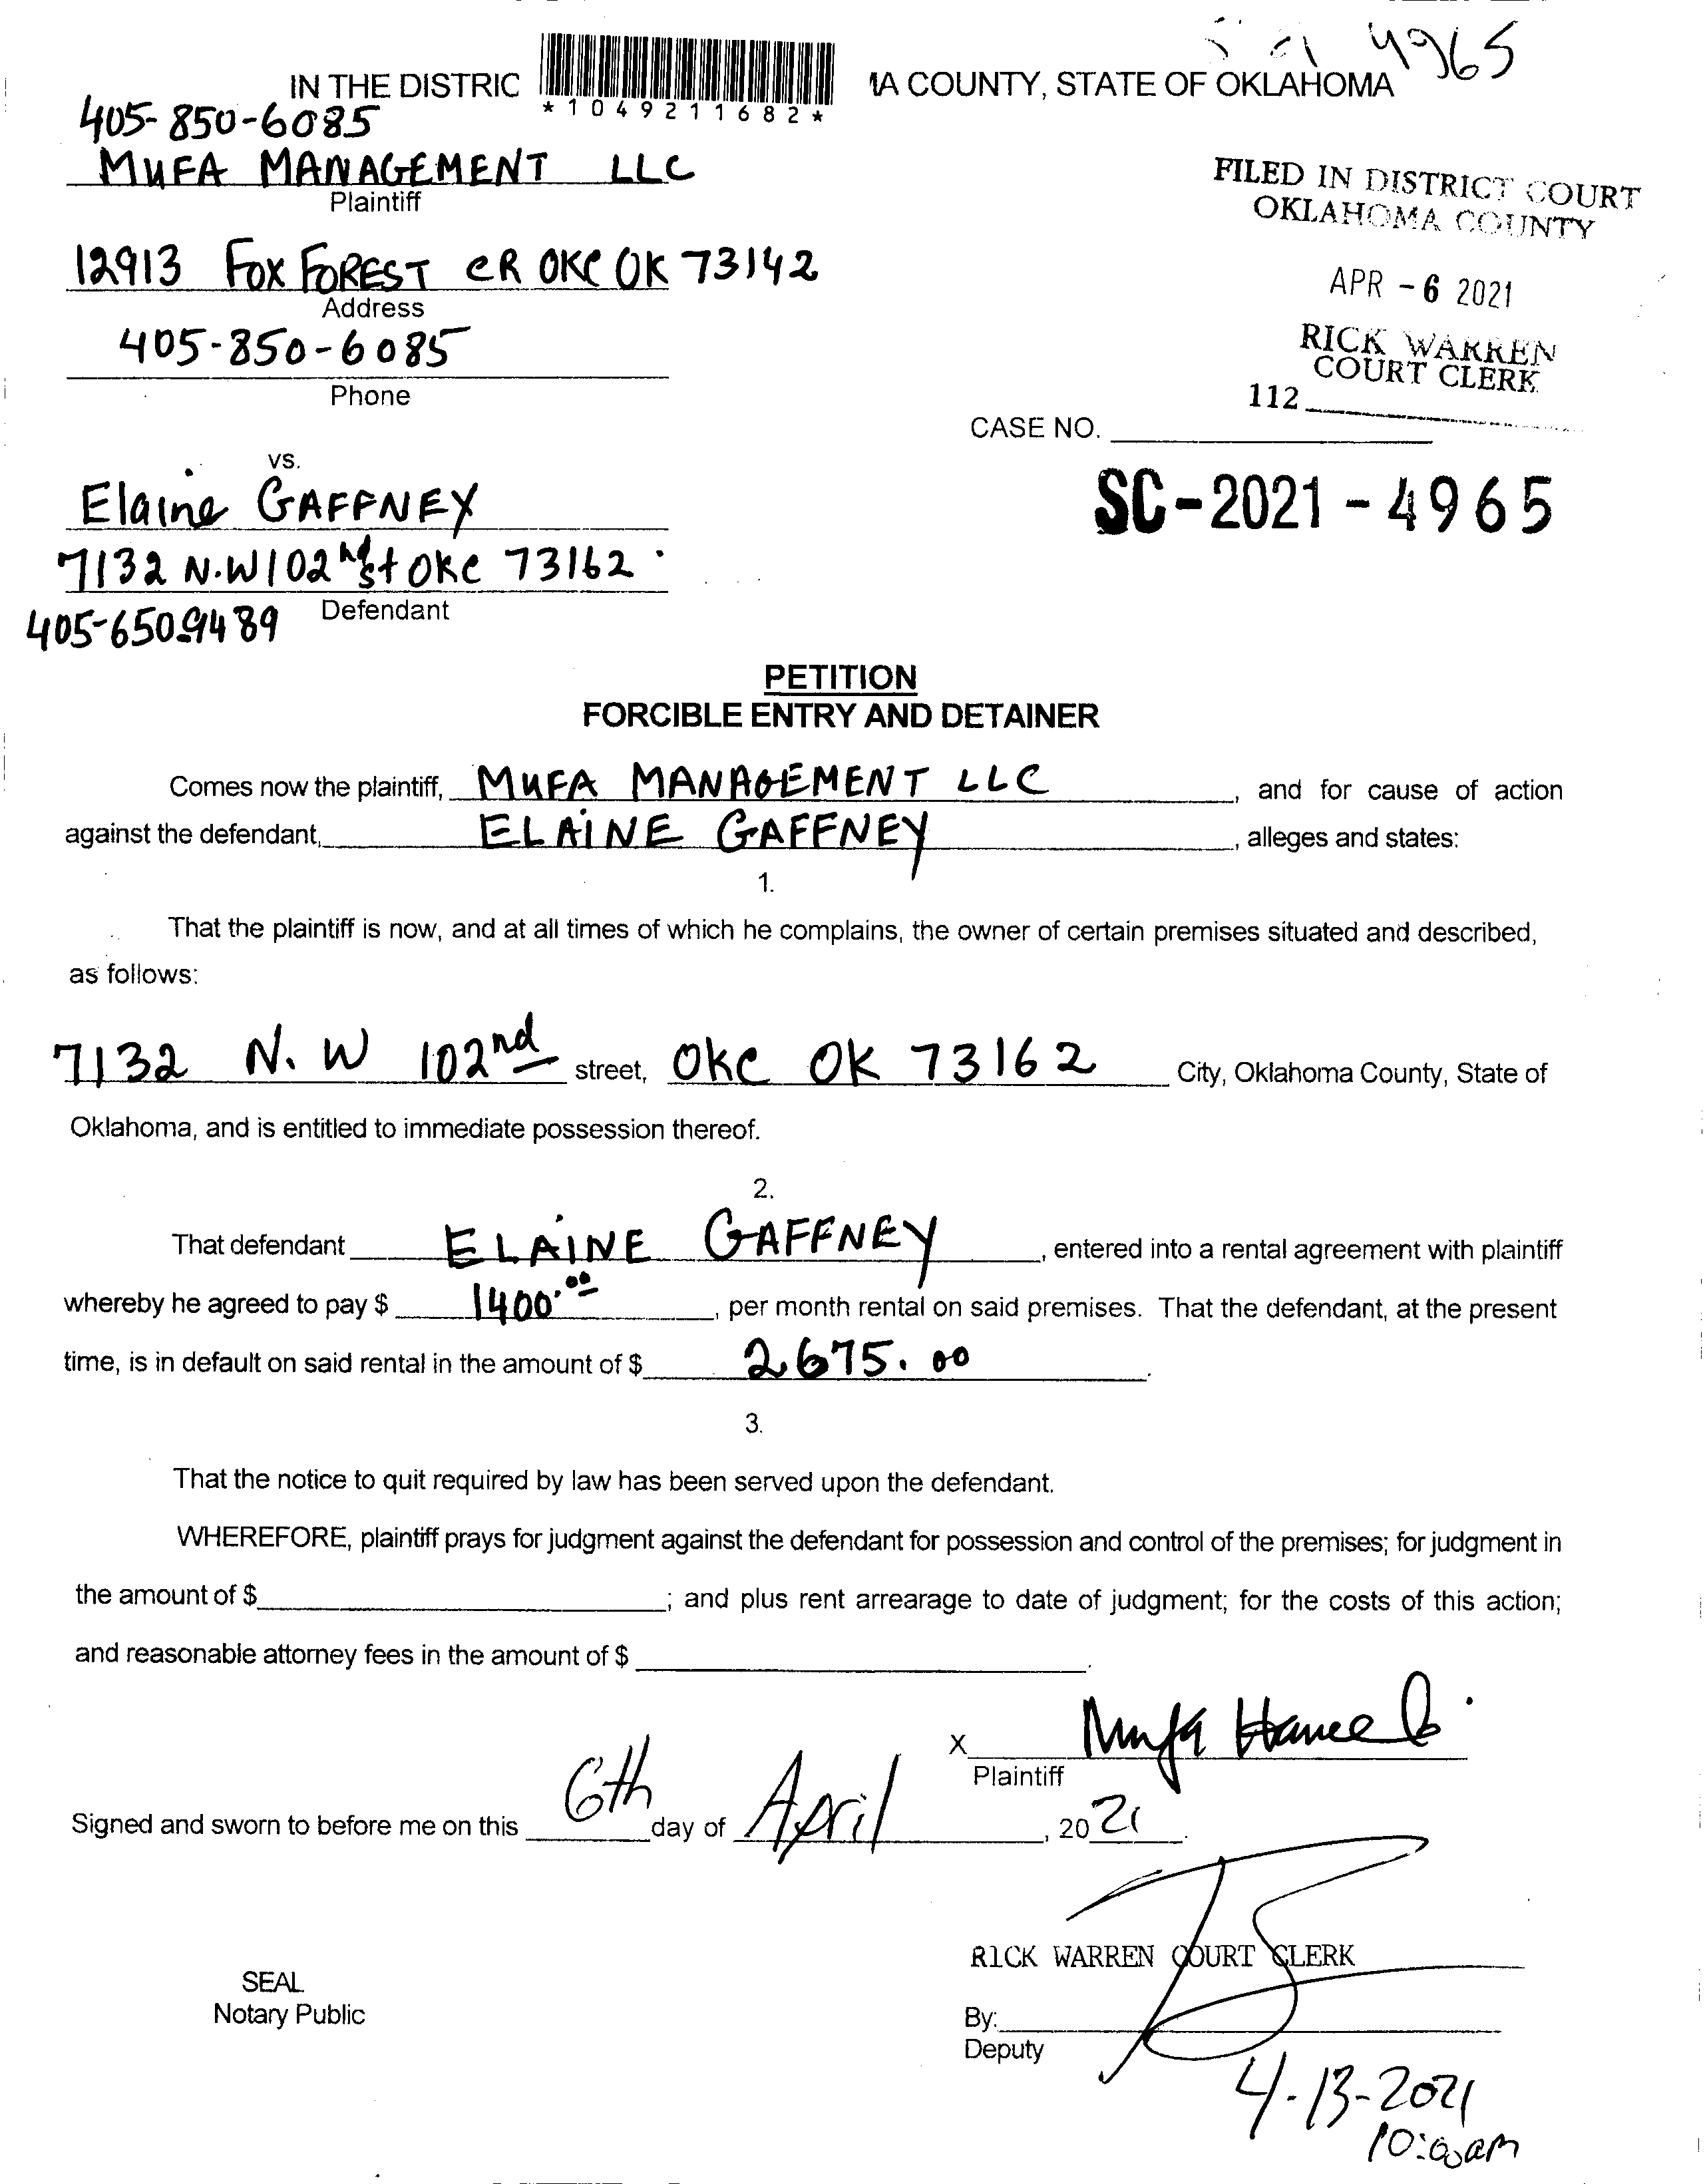 4965
IN THE DISTRIC
*1049211682*
MA COUNTY, STATE OF OKLAHOMA
405-850-6085
MUFA MANAGEMENT LLC
Plaintiff
12913 FOX FOREST CR OKC OK 73142
Address
405-850-6085
Phone
FILED IN DISTRICT COURT
OKLAHOMA COUNTY
APR -6 2021
RICK WARREN
COURT CLERK
112
CASE NO.
SC-2021-4965
vs.
Elaine GAFFNEY
7132 N.W 102nd St OKC 73162
Defendant
405-650-9489
PETITION
FORCIBLE ENTRY AND DETAINER
Comes now the plaintiff, MUFA MANAGEMENT LLC, and for cause of action
against the defendant, ELAINE GAFFNEY, alleges and states:
1.
That the plaintiff is now, and at all times of which he complains, the owner of certain premises situated and described,
as follows:
7132 N. W 102nd street, OKC OK 73162 City, Oklahoma County, State of
Oklahoma, and is entitled to immediate possession thereof.
2.
That defendant ELAINE GAFFNEY, entered into a rental agreement with plaintiff
whereby he agreed to pay $ 1400.00, per month rental on said premises. That the defendant, at the present
time, is in default on said rental in the amount of $ 2675.00.
3.
That the notice to quit required by law has been served upon the defendant.
WHEREFORE, plaintiff prays for judgment against the defendant for possession and control of the premises; for judgment in
the amount of $ ; and plus rent arrearage to date of judgment; for the costs of this action;
and reasonable attorney fees in the amount of $ .
X
Plaintiff
Signed and sworn to before me on this 6th day of April, 2021.
RICK WARREN COURT CLERK
SEAL
Notary Public
By:
Deputy
4-13-2021
10:00am